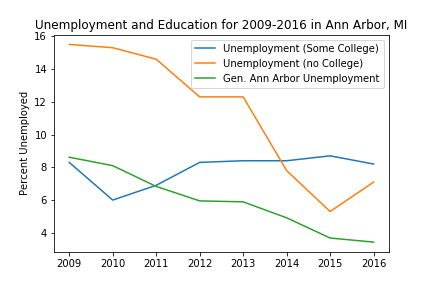 Unemployment and Education for 2009-2016 in Ann Arbor, MI
Unemployment (Some College)
Unemployment (no College)
Gen. Ann Arbor Unemployment
Percent Unemployed
16
14
12
10
8
6
4
2009 2010 2011 2012 2013 2014 2015 2016